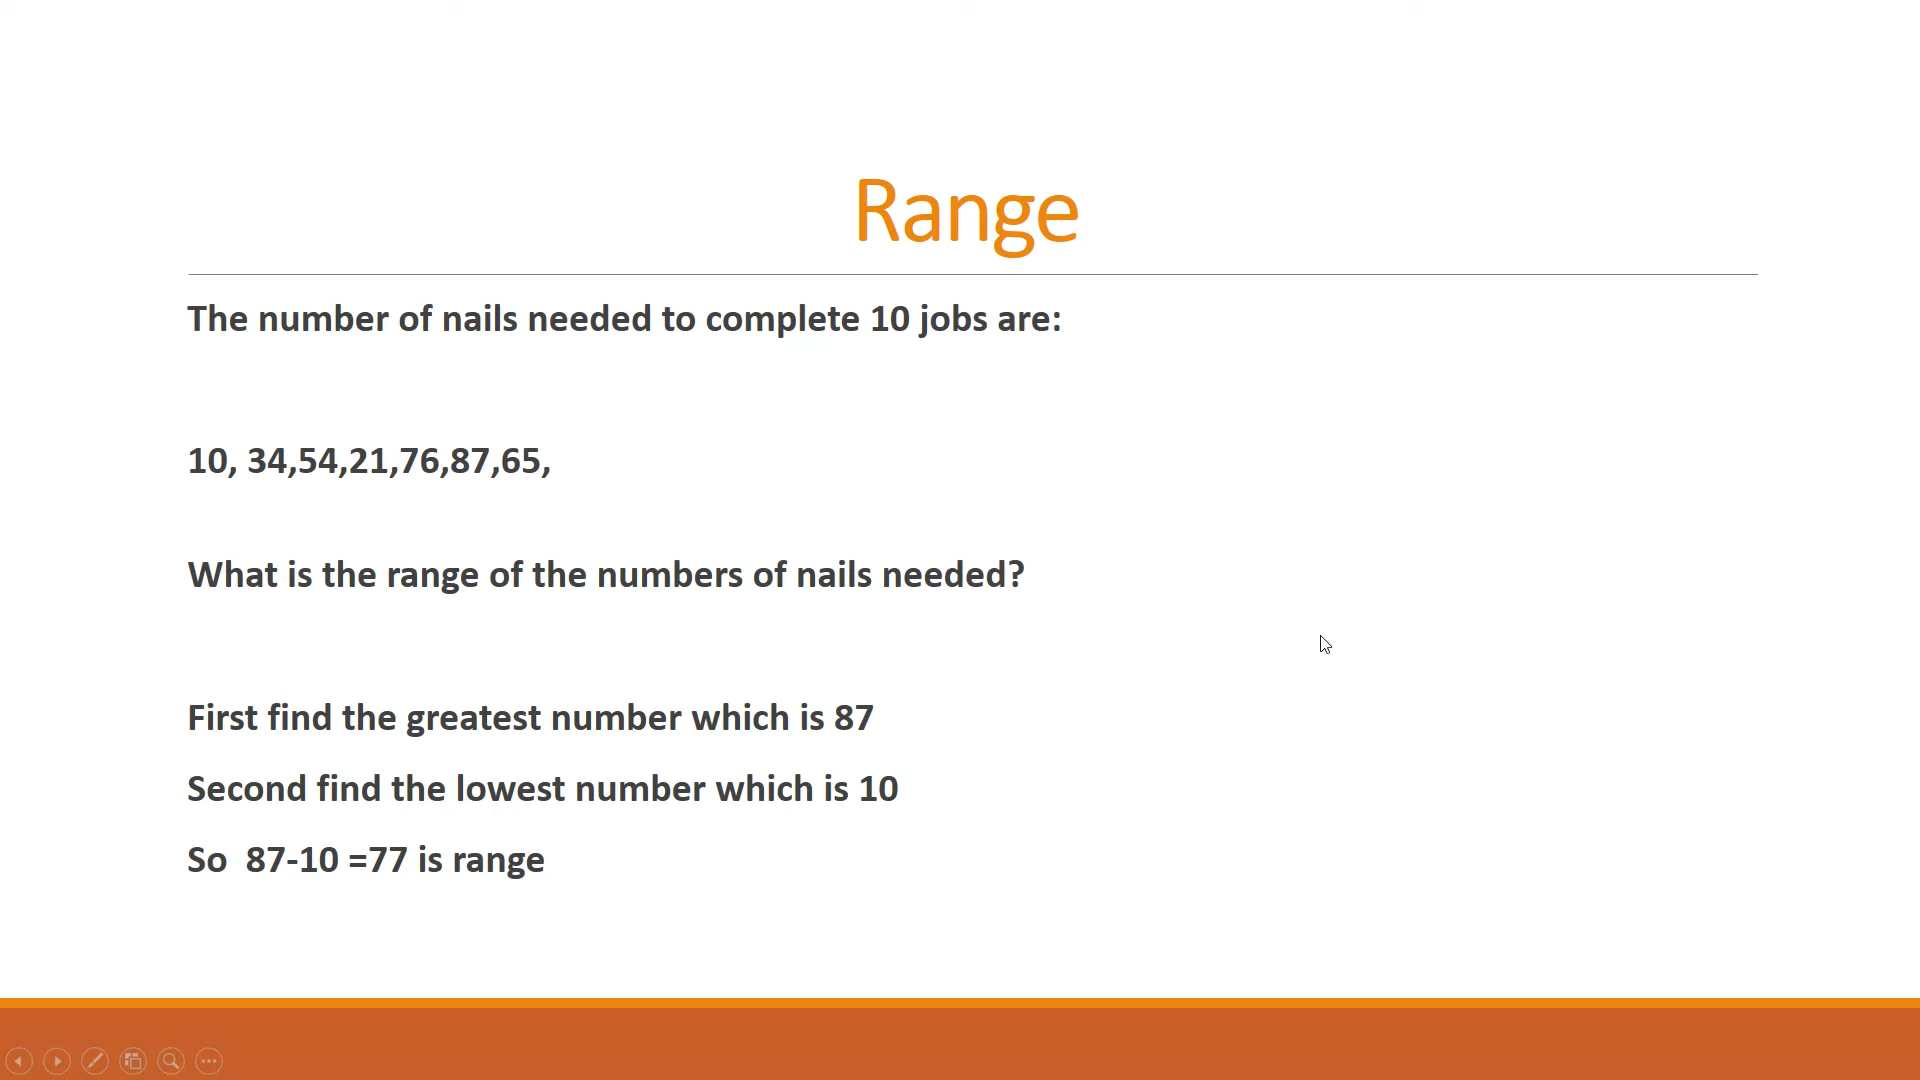 Range
The number of nails needed to complete 10 jobs are:
10, 34,54,21,76,87,65,
What is the range of the numbers of nails needed?
First find the greatest number which is 87
Second find the lowest number which is 10
So  87-10 =77 is range